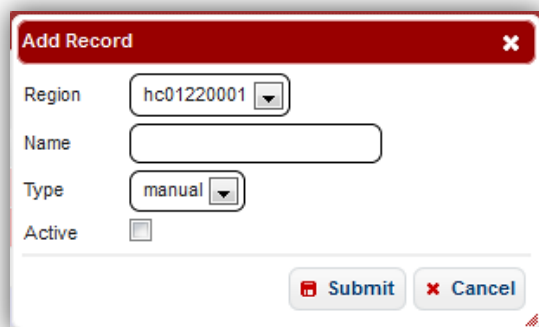 Add Record
Region hc01220001
Name
Type manual
Active
Submit Cancel